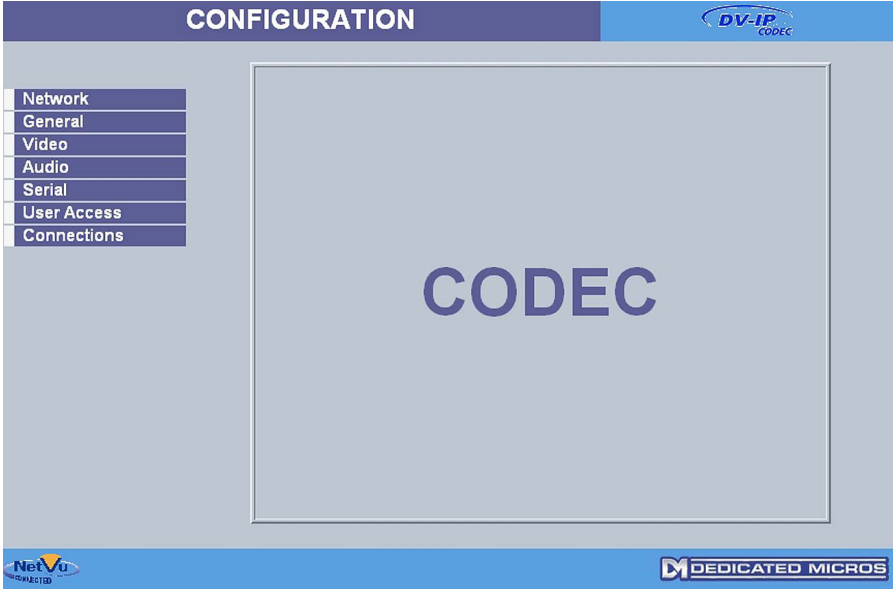 CONFIGURATION
DV-IP
CODEC
Network
General
Video
Audio
Serial
User Access
Connections
CODEC
NetVu
CONNECTED
DEDICATED MICROS